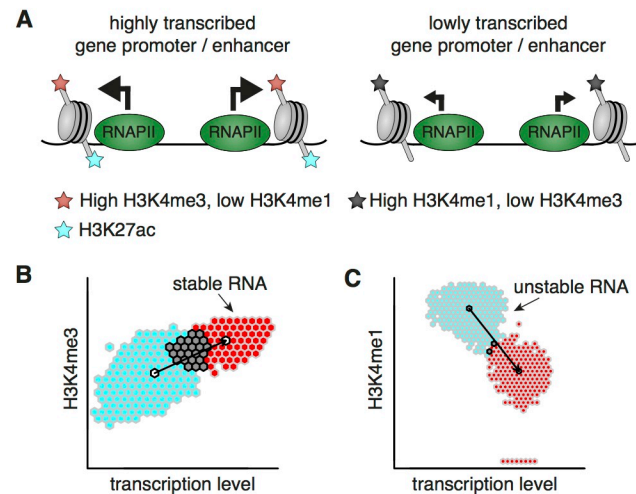 A
highly transcribed
gene promoter / enhancer
lowly transcribed
gene promoter / enhancer
RNAPII
RNAPII
RNAPII
RNAPII
High H3K4me3, low H3K4me1
High H3K4me1, low H3K4me3
H3K27ac
B
stable RNA
H3K4me3
transcription level
C
unstable RNA
H3K4me1
transcription level